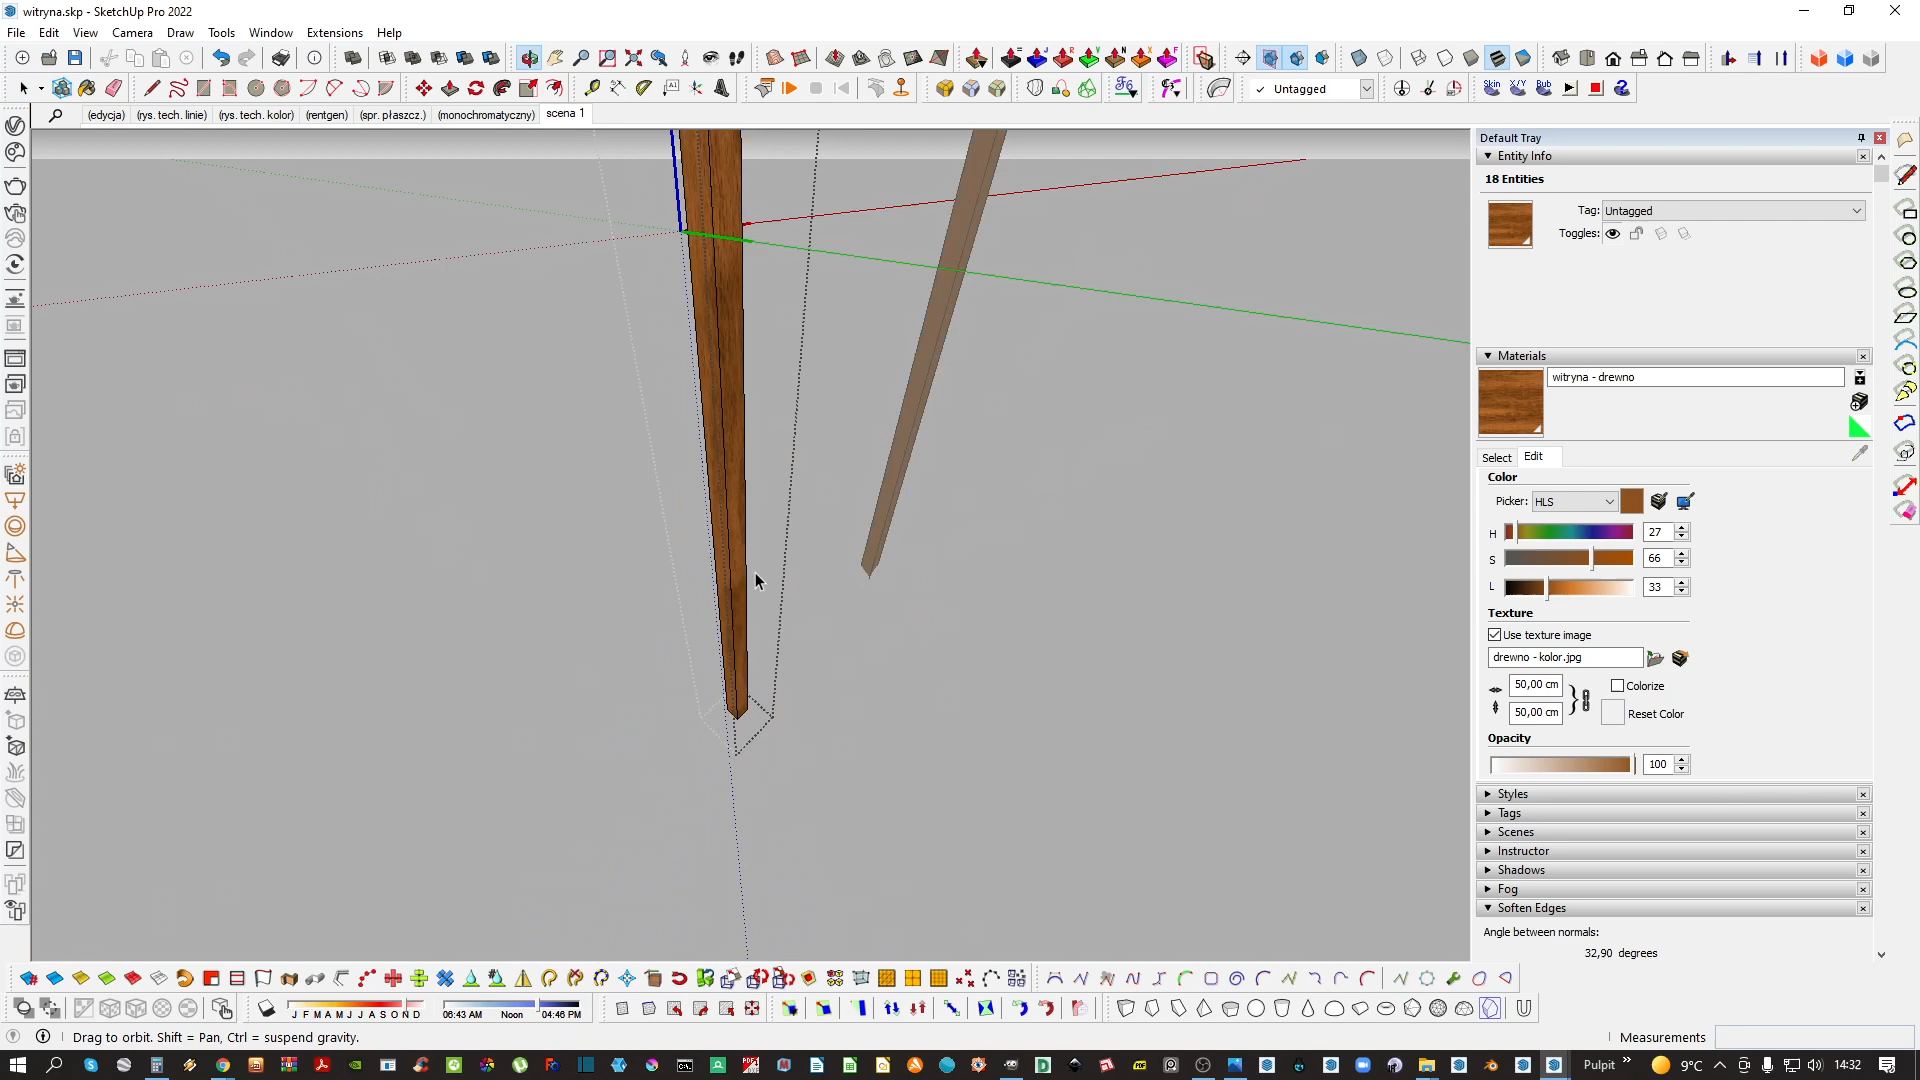 witryna.skp - SketchUp Pro 2022
File Edit View Camera Draw Tools Window Extensions Help
✓ Untagged
Skin X/Y Bub
(edycja) (rys. tech. linie) (rys. tech. kolor) (rentgen) (spr. płaszcz.) (monochromatyczny) scena 1
Default Tray
Entity Info
18 Entities
Tag: Untagged
Toggles:
Materials
witryna - drewno
Select Edit
Color
Picker: HLS
H 27
S 66
L 33
Texture
Use texture image
drewno - kolor.jpg
50,00 cm Colorize
50,00 cm Reset Color
Opacity
100
Styles
Tags
Scenes
Instructor
Shadows
Fog
Soften Edges
Angle between normals:
32,90 degrees
J F M A M J J A S O N D 06:43 AM Noon 04:46 PM
Drag to orbit. Shift = Pan, Ctrl = suspend gravity. Measurements
Pulpit » 9°C 14:32